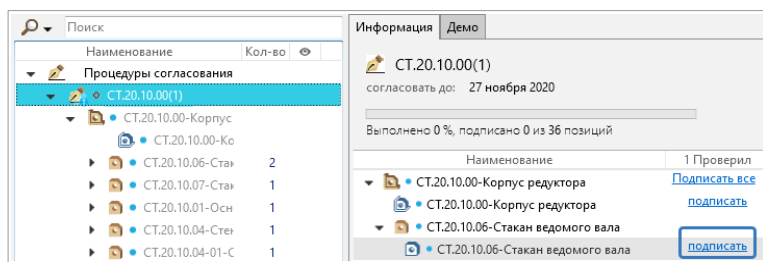 Поиск
Наименование Кол-во
Процедуры согласования
СТ.20.10.00(1)
СТ.20.10.00-Корпус
СТ.20.10.00-Ко
СТ.20.10.06-Стак 2
СТ.20.10.07-Стак 1
СТ.20.10.01-Осн 1
СТ.20.10.04-Стен 1
СТ.20.10.04-01-С 1
Информация Демо
СТ.20.10.00(1)
согласовать до: 27 ноября 2020
Выполнено 0 %, подписано 0 из 36 позиций
Наименование 1 Проверил
СТ.20.10.00-Корпус редуктора Подписать все
СТ.20.10.00-Корпус редуктора подписать
СТ.20.10.06-Стакан ведомого вала
СТ.20.10.06-Стакан ведомого вала подписать